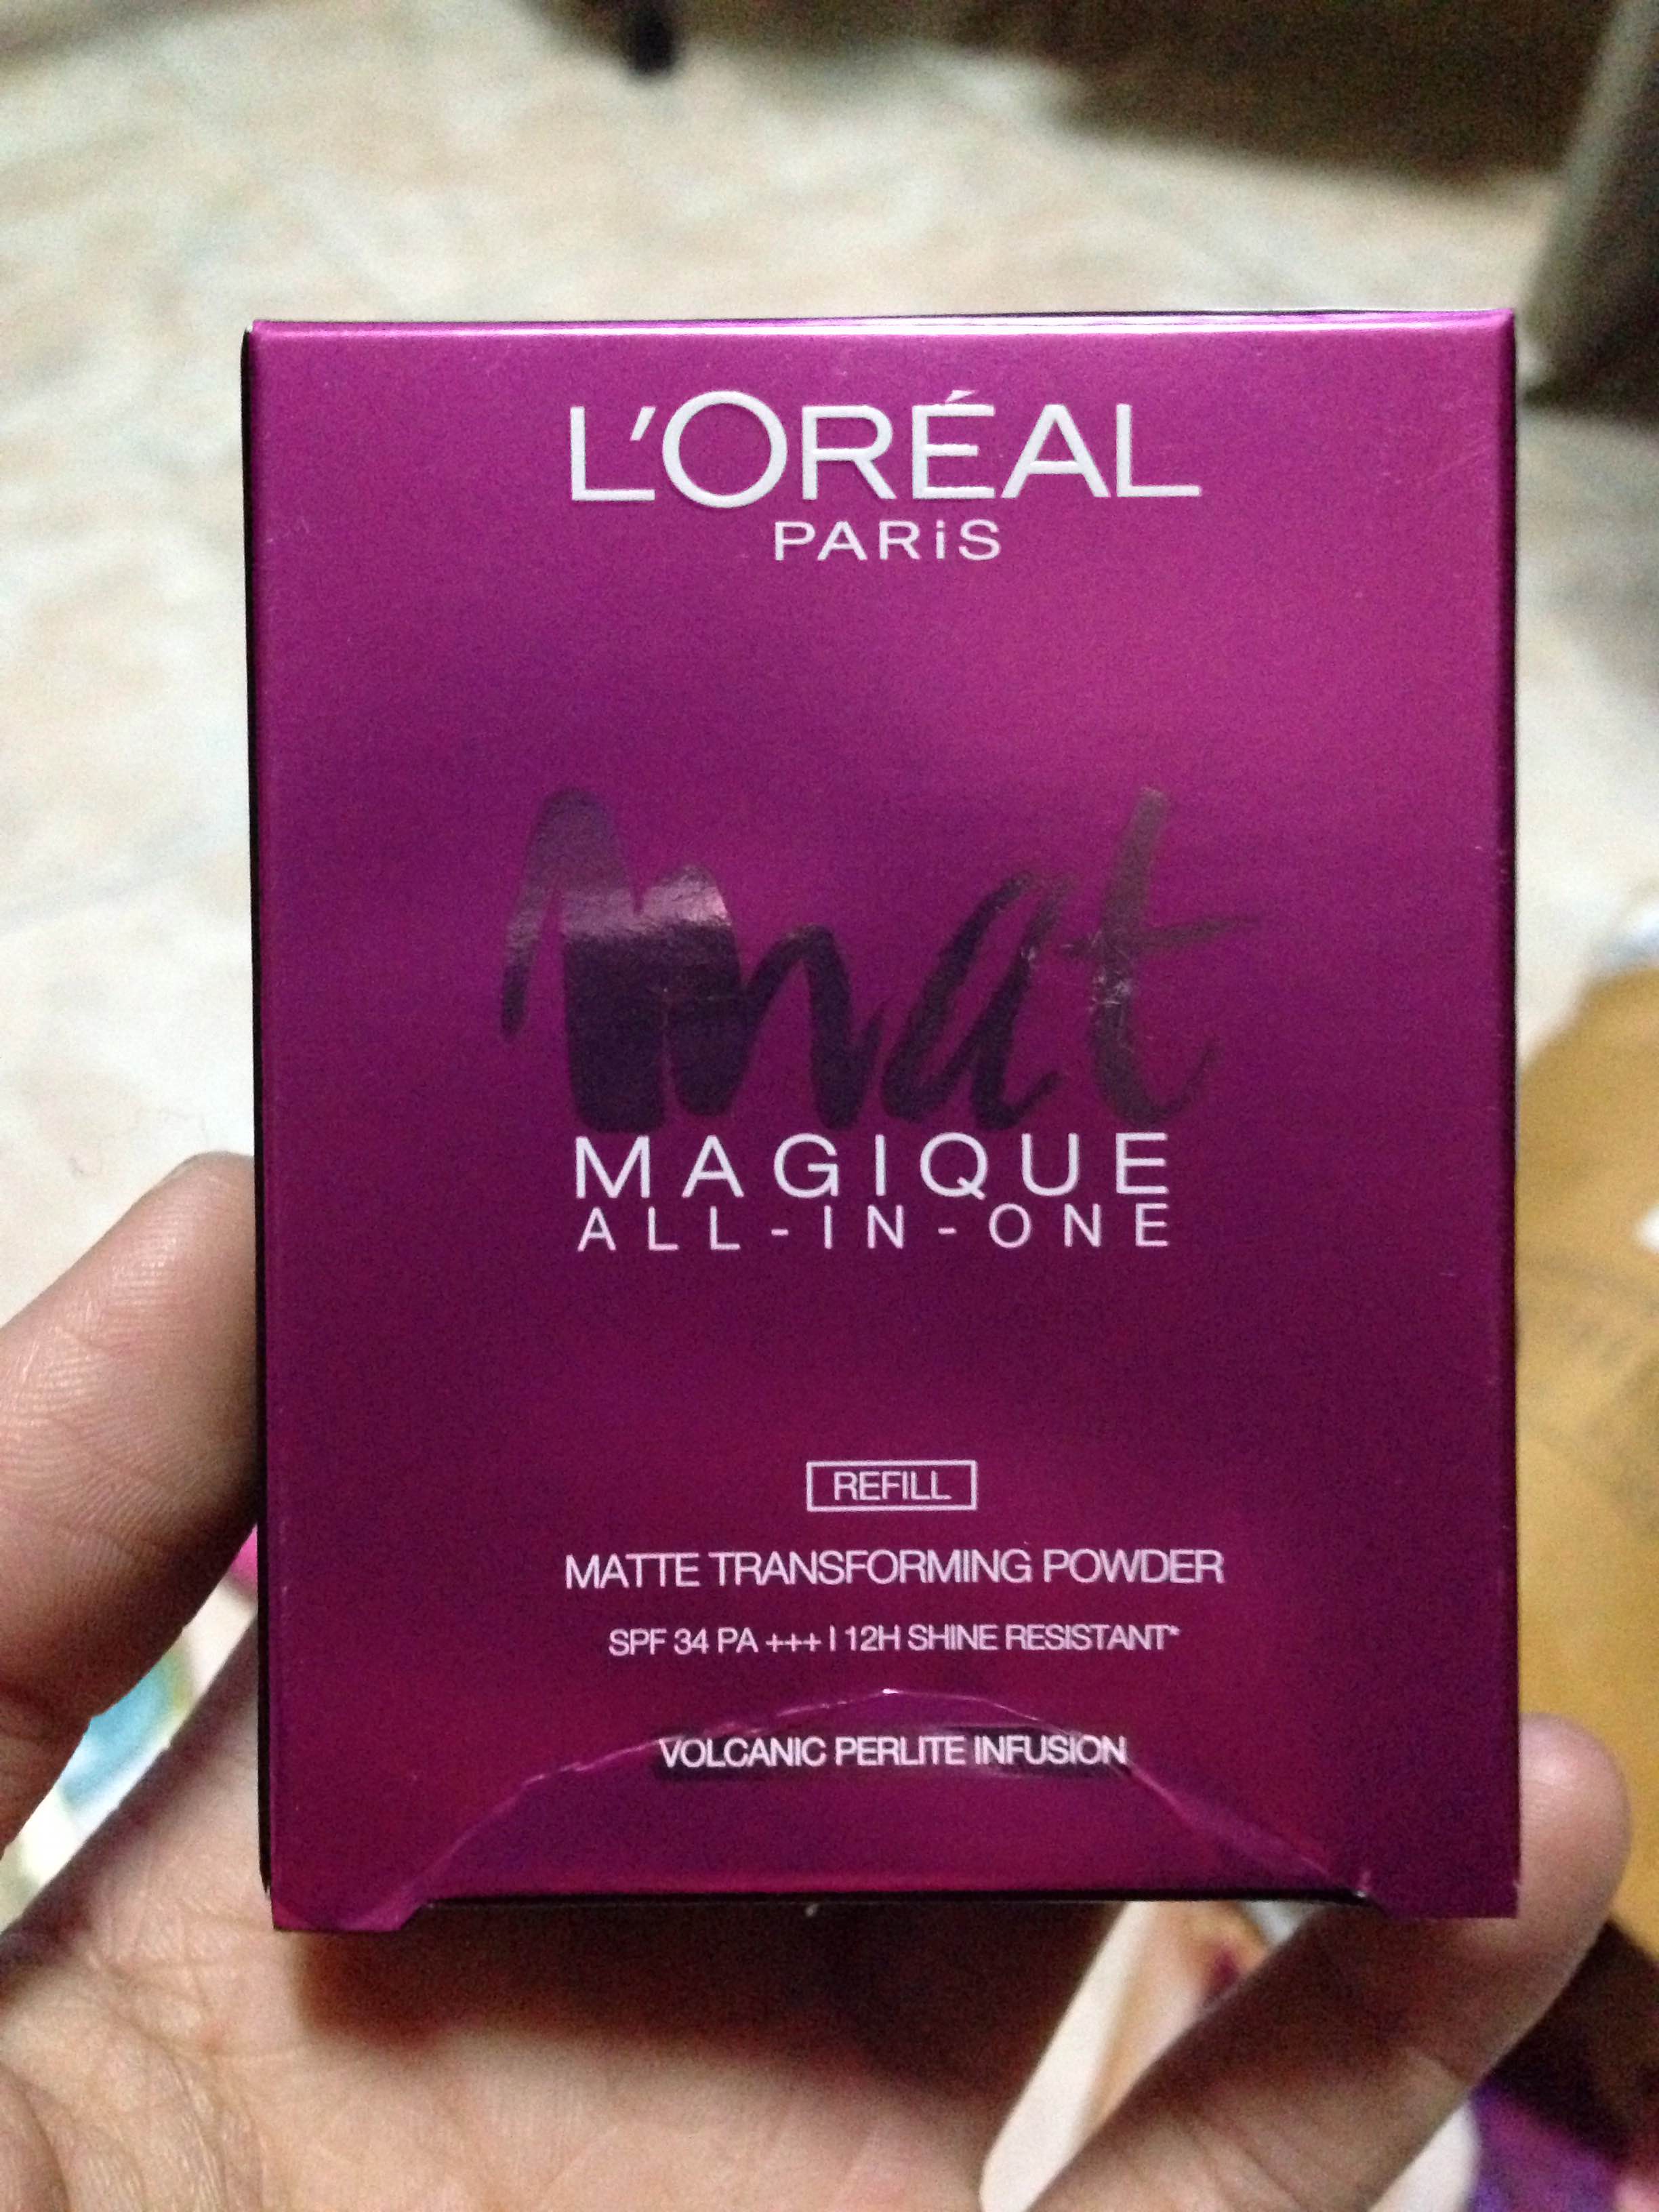 L'ORÉAL
PARiS
mat
MAGIQUE
ALL-IN-ONE
REFILL
MATTE TRANSFORMING POWDER
SPF 34 PA +++ | 12H SHINE RESISTANT*
VOLCANIC PERLITE INFUSION